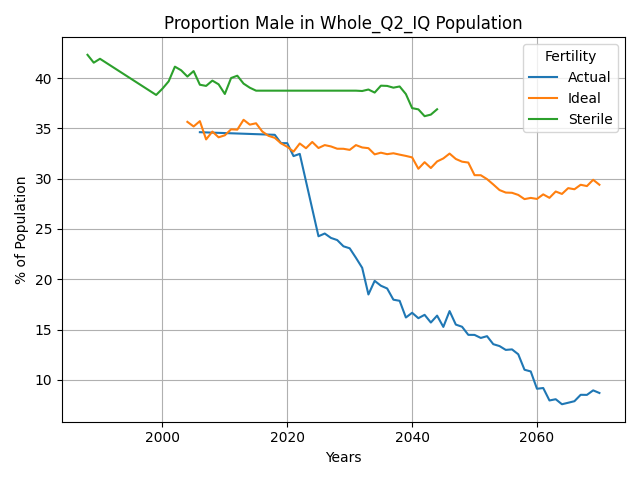 Proportion Male in Whole_Q2_IQ Population
% of Population
40
35
30
25
20
15
10
2000
2020
2040
2060
Years
Fertility
Actual
Ideal
Sterile